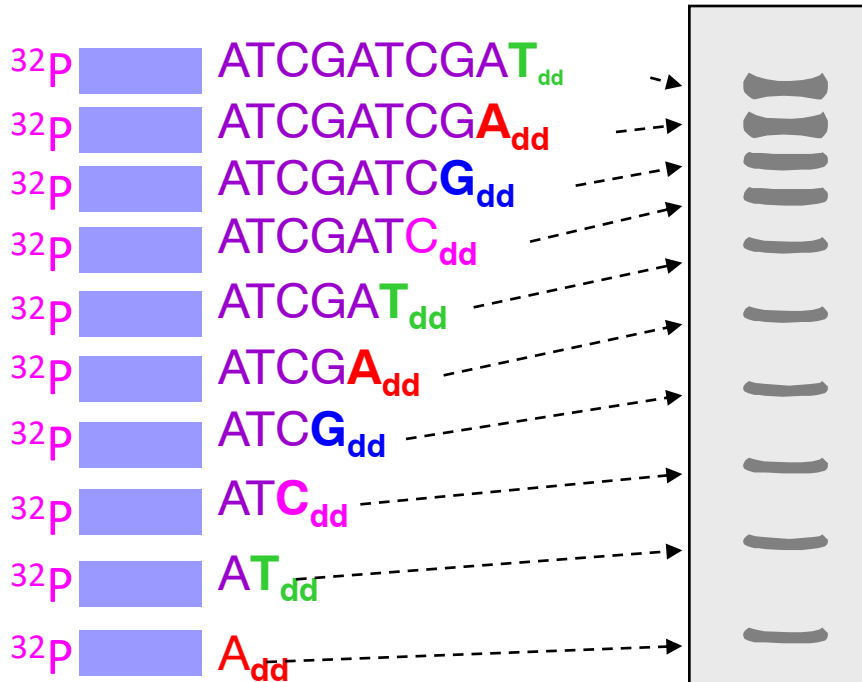 32P ATCGATCGATdd
32P ATCGATCGAdd
32P ATCGATCGdd
32P ATCGATCdd
32P ATCGATdd
32P ATCGAdd
32P ATCGdd
32P ATCdd
32P ATdd
32P Add